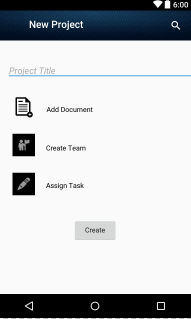 6:00
New Project
Project Title
Add Document
Create Team
Assign Task
Create